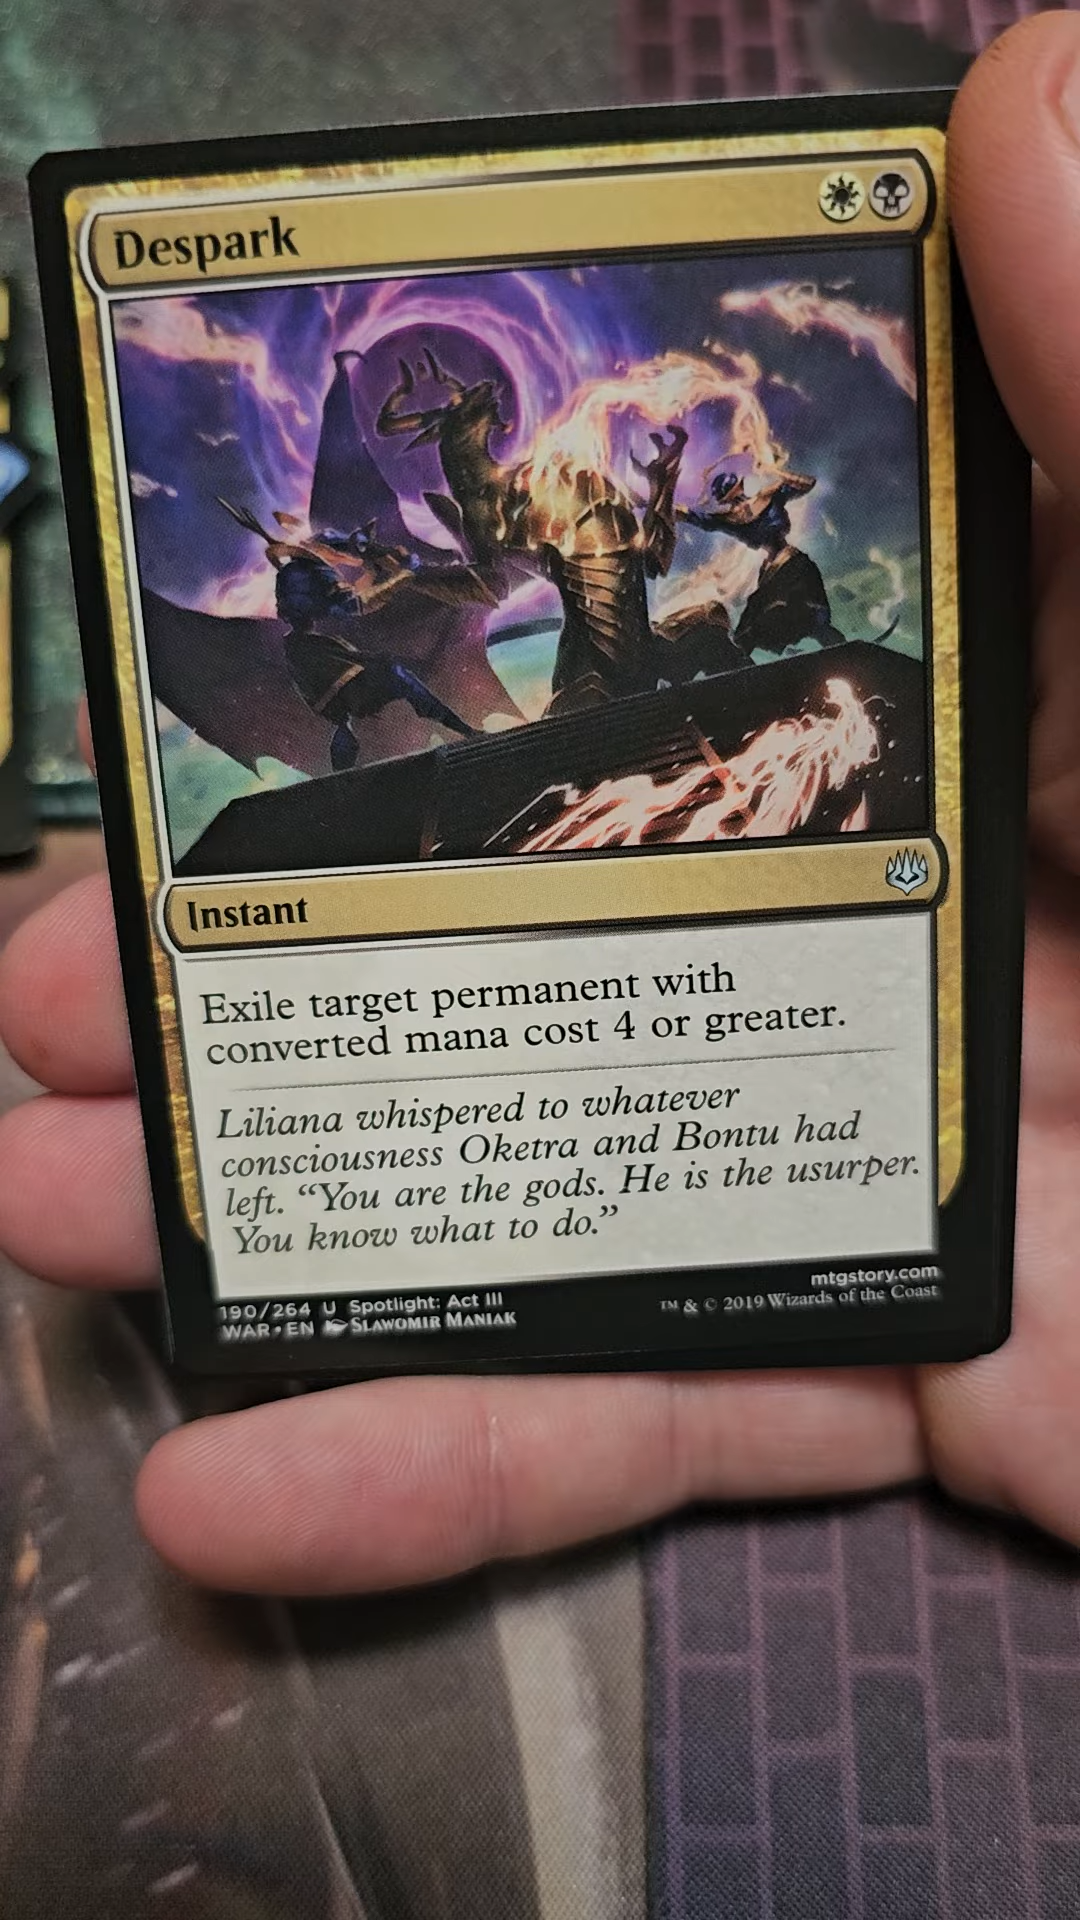 Despark
Instant
Exile target permanent with
converted mana cost 4 or greater.
Liliana whispered to whatever
consciousness Oketra and Bontu had
left. “You are the gods. He is the usurper.
You know what to do.”
190/264 U Spotlight: Act III
WAR • EN SLAWOMIR MANIAK
mtgstory.com
™ & © 2019 Wizards of the Coast